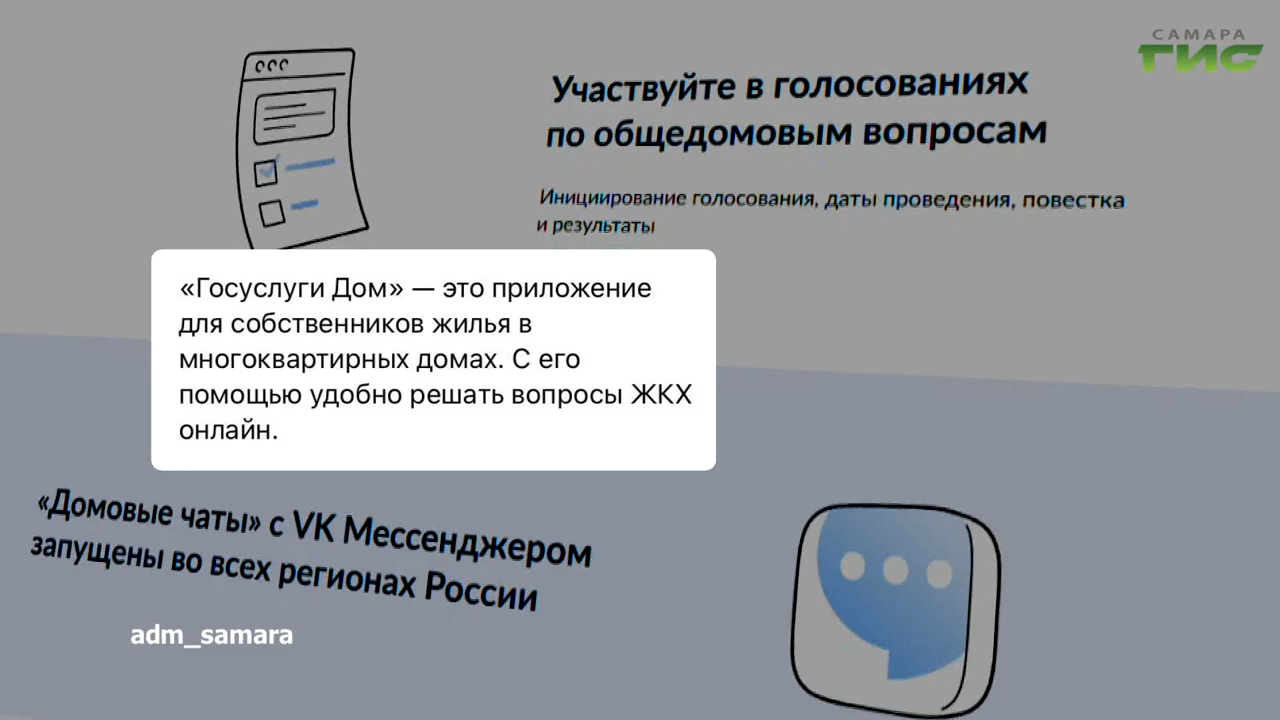 САМАРА
ГИС
Участвуйте в голосованиях
по общедомовым вопросам
Инициирование голосования, даты проведения, повестка
и результаты
«Госуслуги Дом» — это приложение
для собственников жилья в
многоквартирных домах. С его
помощью удобно решать вопросы ЖКХ
онлайн.
«Домовые чаты» с VK Мессенджером
запущены во всех регионах России
adm_samara